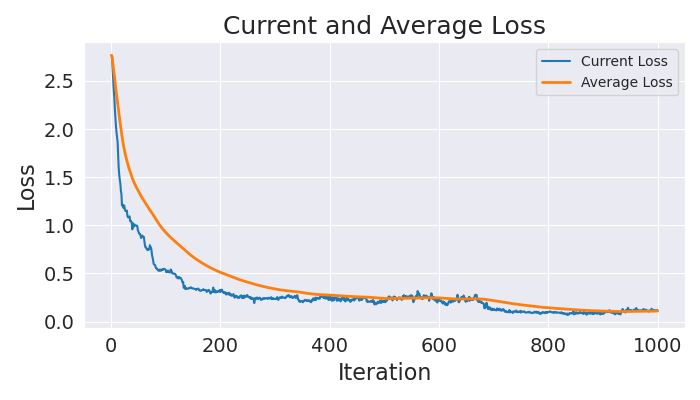 Current and Average Loss
Current Loss
Average Loss
2.5
2.0
1.5
1.0
0.5
0.0
Loss
0 200 400 600 800 1000
Iteration